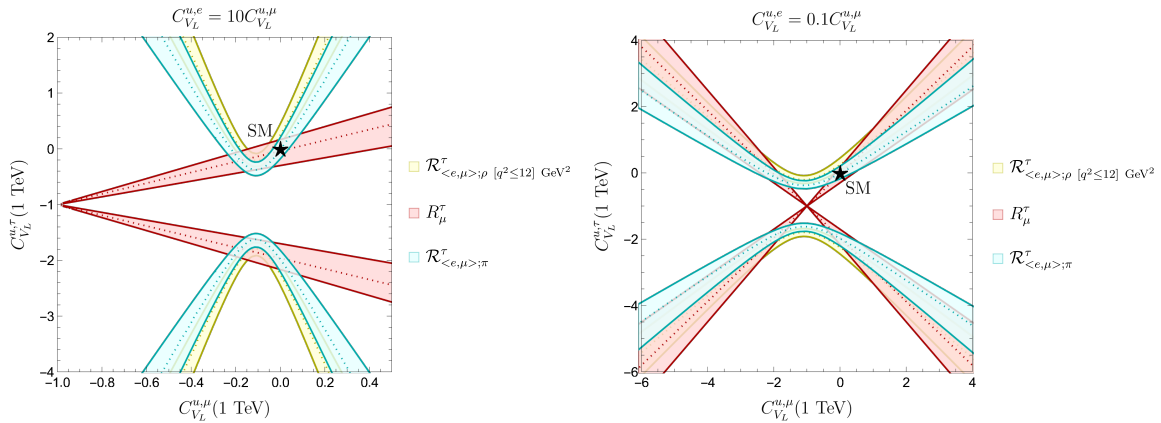 C^{u,e}_{V_L} = 10C^{u,μ}_{V_L}
2
1
0
−1
−2
−3
−4
−1.0 −0.8 −0.6 −0.4 −0.2 0.0 0.2 0.4
C^{u,τ}_{V_L}(1 TeV)
C^{u,μ}_{V_L}(1 TeV)
SM
R^τ_{<e,μ>;ρ [q²≤12] GeV²}
R^τ_μ
R^τ_{<e,μ>;π}
C^{u,e}_{V_L} = 0.1C^{u,μ}_{V_L}
4
2
0
−2
−4
−6
−6 −4 −2 0 2 4
C^{u,τ}_{V_L}(1 TeV)
C^{u,μ}_{V_L}(1 TeV)
SM
R^τ_{<e,μ>;ρ [q²≤12] GeV²}
R^τ_μ
R^τ_{<e,μ>;π}